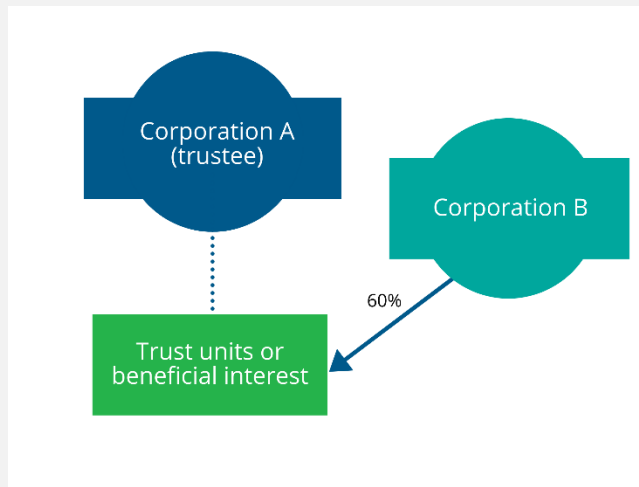 Corporation A
(trustee)
Corporation B
60%
Trust units or
beneficial interest